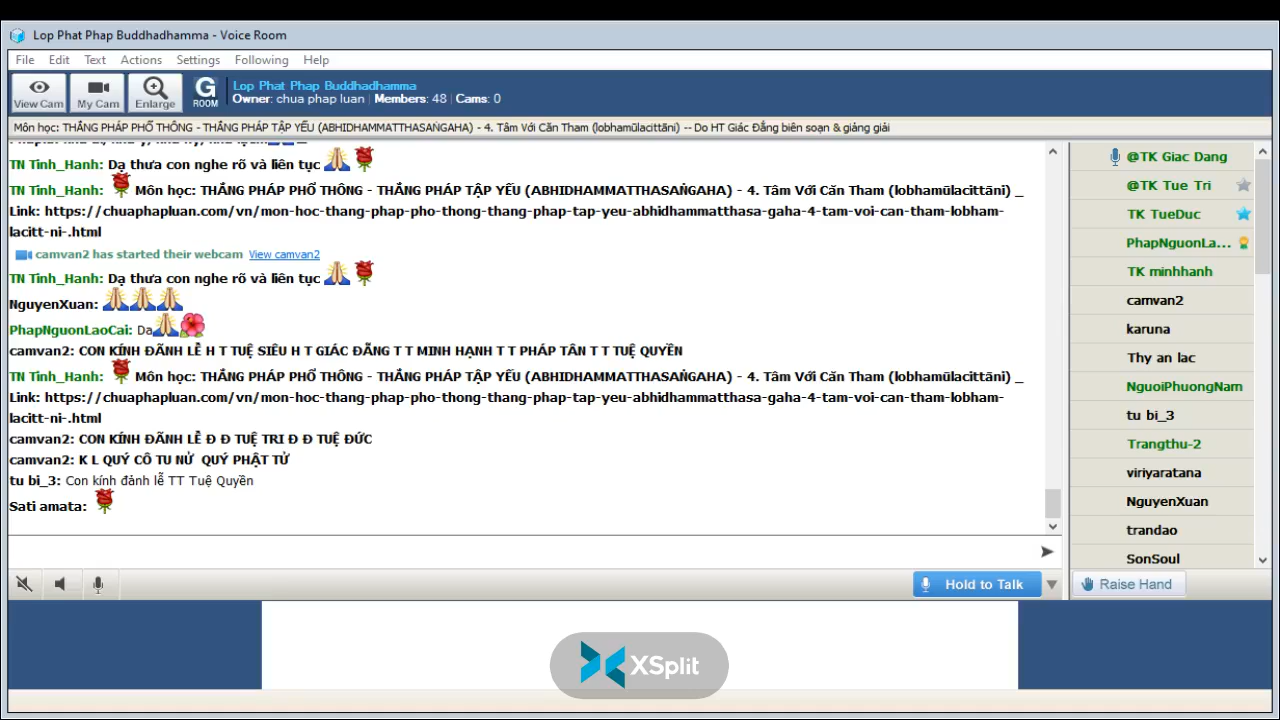 Lop Phat Phap Buddhadhamma - Voice Room
File Edit Text Actions Settings Following Help
View Cam My Cam Enlarge G ROOM
Lop Phat Phap Buddhadhamma
Owner: chua phap luan | Members: 48 | Cams: 0
Môn học: THẮNG PHÁP PHỔ THÔNG - THẮNG PHÁP TẬP YẾU (ABHIDHAMMATTHASAṄGAHA) - 4. Tâm Với Căn Tham (lobhamūlacittāni) -- Do HT Giác Đẳng biên soạn & giảng giải
TN Tinh_Hanh: Dạ thưa con nghe rõ và liên tục
TN Tinh_Hanh: Môn học: THẮNG PHÁP PHỔ THÔNG - THẮNG PHÁP TẬP YẾU (ABHIDHAMMATTHASAṄGAHA) - 4. Tâm Với Căn Tham (lobhamūlacittāni) _
Link: https://chuaphapluan.com/vn/mon-hoc-thang-phap-pho-thong-thang-phap-tap-yeu-abhidhammatthasa-gaha-4-tam-voi-can-tham-lobham-
lacitt-ni-.html
camvan2 has started their webcam View camvan2
TN Tinh_Hanh: Dạ thưa con nghe rõ và liên tục
NguyenXuan:
PhapNguonLaoCai: Da
camvan2: CON KÍNH ĐÃNH LỄ H T TUỆ SIÊU H T GIÁC ĐẴNG T T MINH HẠNH T T PHÁP TÂN T T TUỆ QUYỀN
TN Tinh_Hanh: Môn học: THẮNG PHÁP PHỔ THÔNG - THẮNG PHÁP TẬP YẾU (ABHIDHAMMATTHASAṄGAHA) - 4. Tâm Với Căn Tham (lobhamūlacittāni) _
Link: https://chuaphapluan.com/vn/mon-hoc-thang-phap-pho-thong-thang-phap-tap-yeu-abhidhammatthasa-gaha-4-tam-voi-can-tham-lobham-
lacitt-ni-.html
camvan2: CON KÍNH ĐÃNH LỄ Đ Đ TUỆ TRI Đ Đ TUỆ ĐỨC
camvan2: K L QUÝ CÔ TU NỬ QUÝ PHẬT TỬ
tu bi_3: Con kính đảnh lễ TT Tuệ Quyền
Sati amata:
@TK Giac Dang
@TK Tue Tri
TK TueDuc
PhapNguonLa...
TK minhhanh
camvan2
karuna
Thy an lac
NguoiPhuongNam
tu bi_3
Trangthu-2
viriyaratana
NguyenXuan
trandao
SonSoul
Hold to Talk
Raise Hand
XSplit